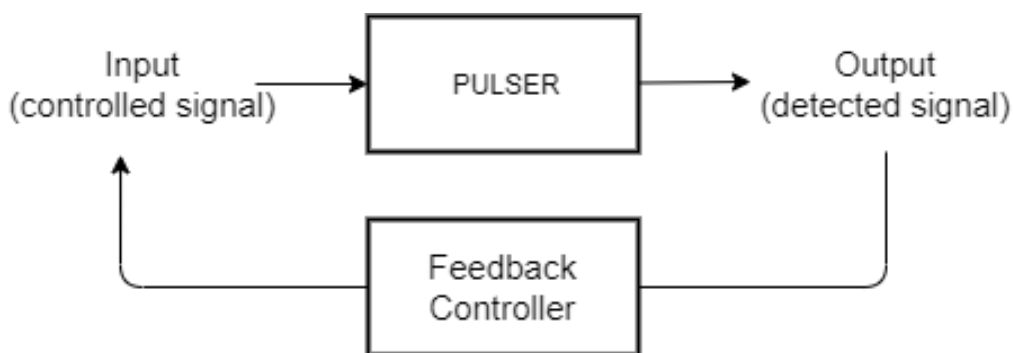 Input
(controlled signal)
PULSER
Output
(detected signal)
Feedback
Controller